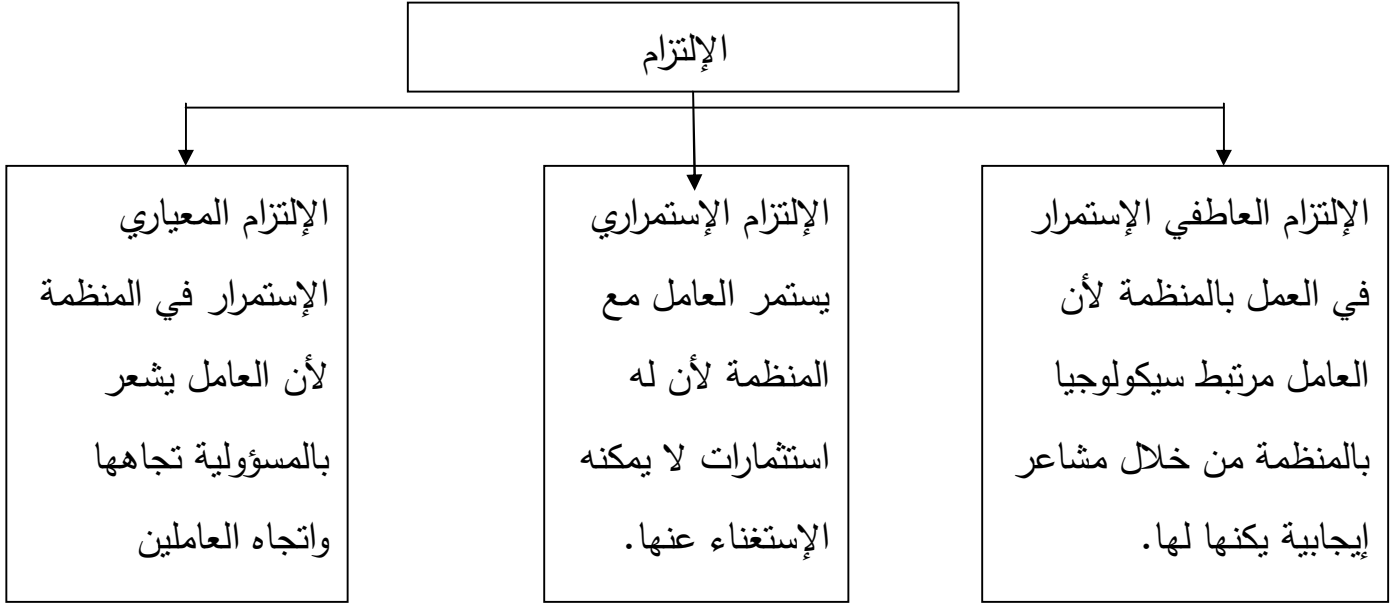 الإلتزام
الإلتزام العاطفي الإستمرار
في العمل بالمنظمة لأن
العامل مرتبط سيكولوجيا
بالمنظمة من خلال مشاعر
إيجابية يكنها لها.
الإلتزام الإستمراري
يستمر العامل مع
المنظمة لأن له
استثمارات لا يمكنه
الإستغناء عنها.
الإلتزام المعياري
الإستمرار في المنظمة
لأن العامل يشعر
بالمسؤولية تجاهها
واتجاه العاملين